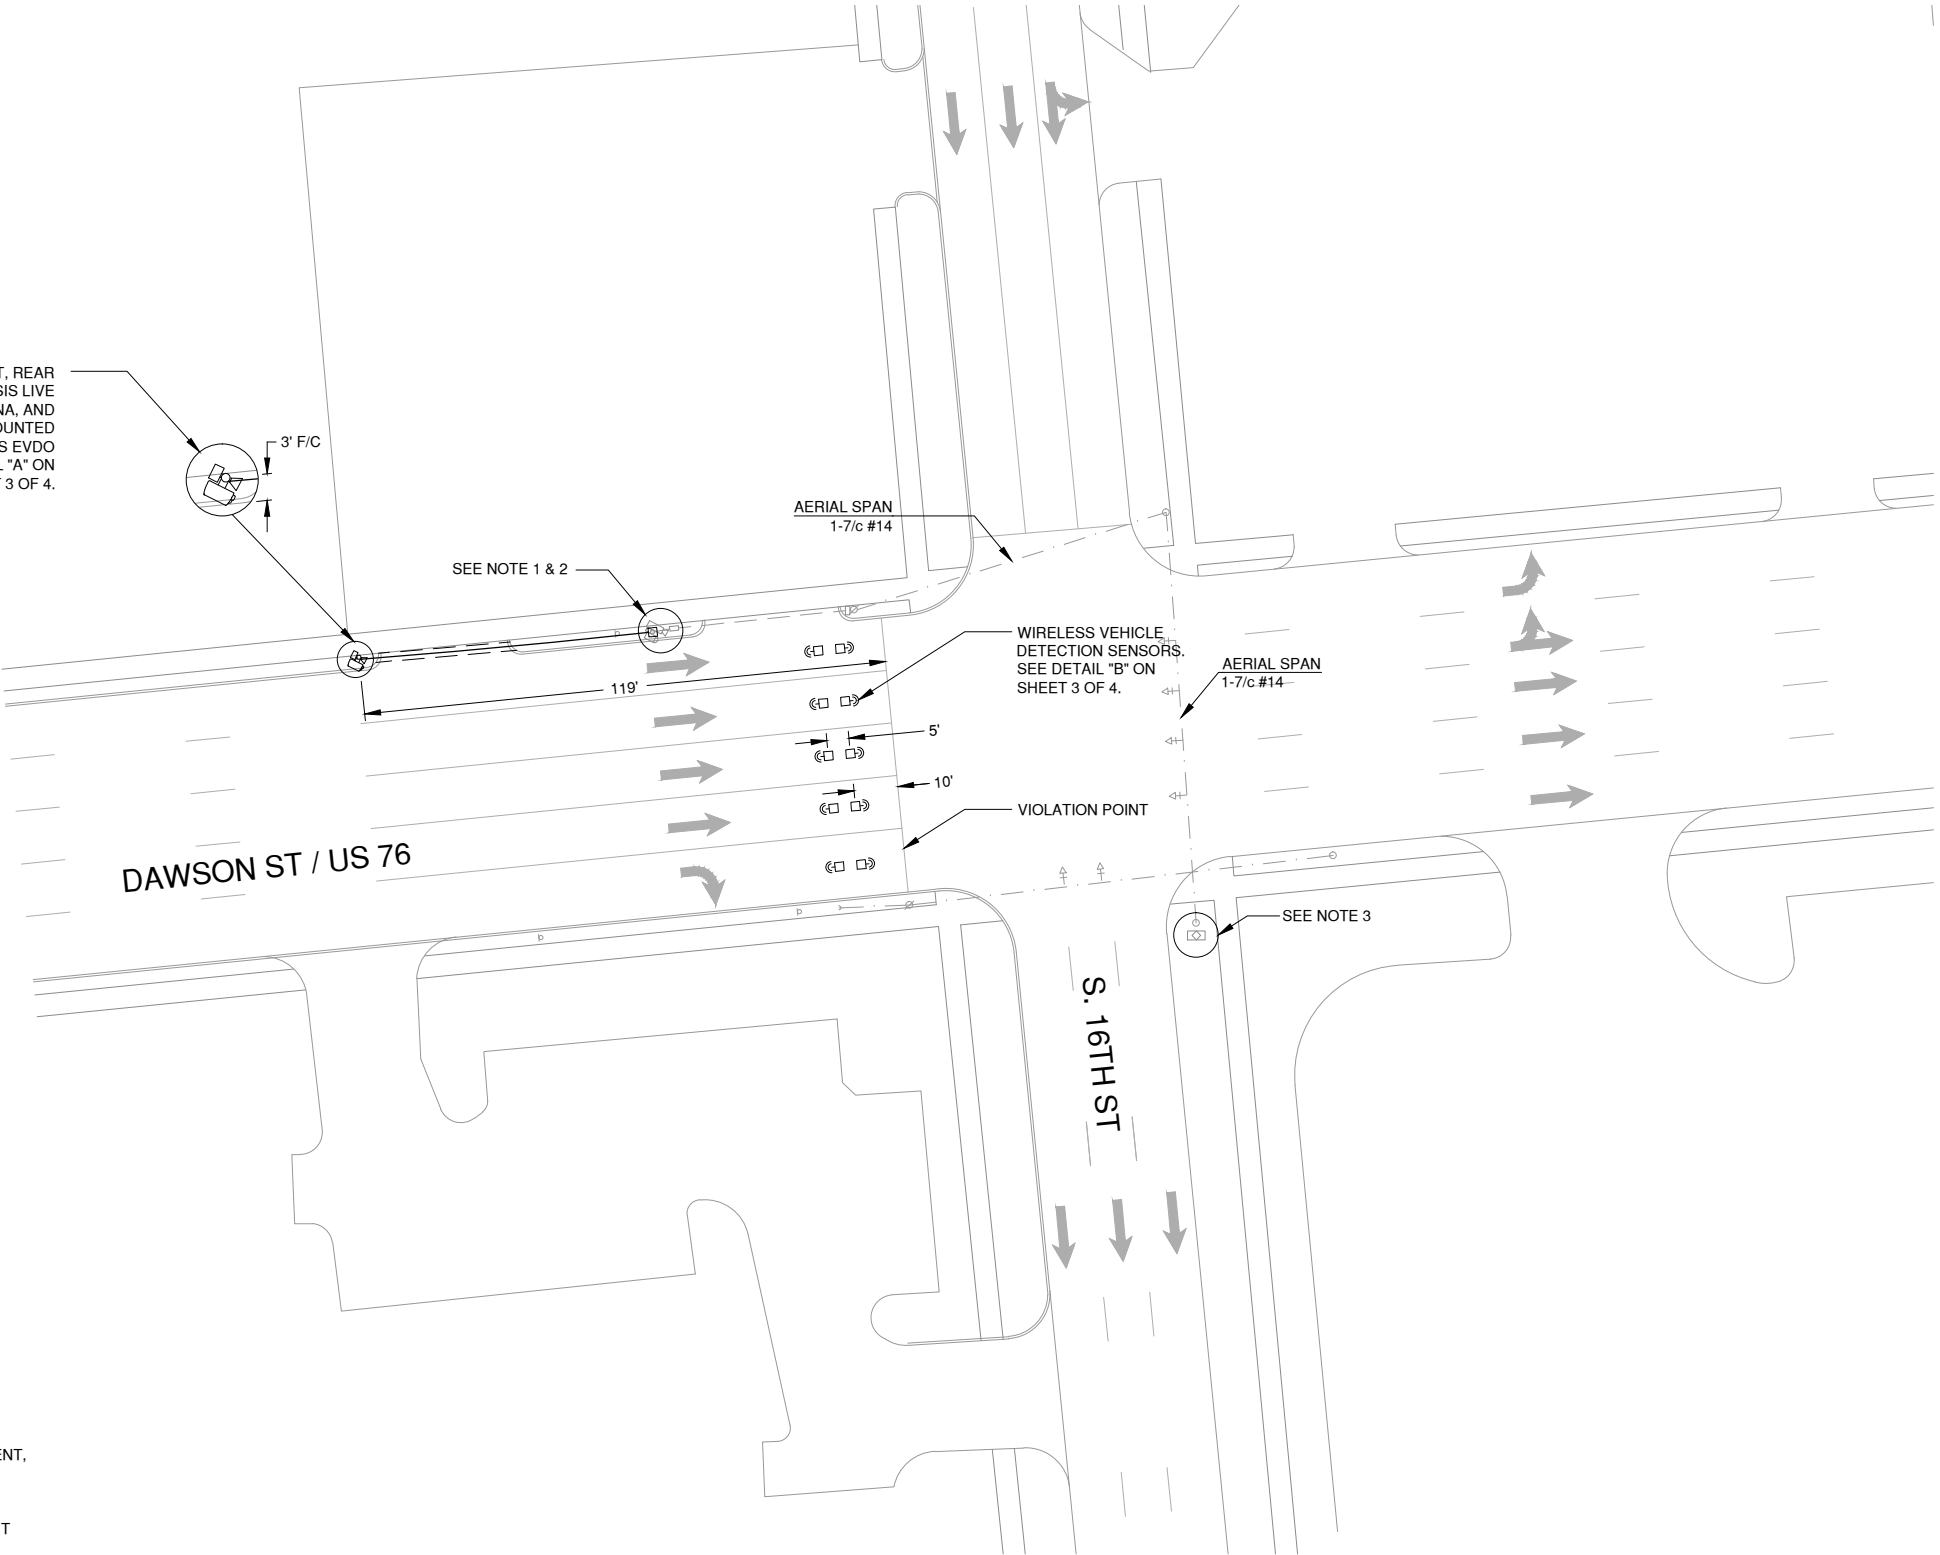 T, REAR
SIS LIVE
NA, AND
OUNTED
S EVDO
"A" ON
3 OF 4.
3' F/C
SEE NOTE 1 & 2
AERIAL SPAN
1-7/c #14
WIRELESS VEHICLE
DETECTION SENSORS.
SEE DETAIL "B" ON
SHEET 3 OF 4.
AERIAL SPAN
1-7/c #14
119'
5'
10'
VIOLATION POINT
DAWSON ST / US 76
SEE NOTE 3
S. 16TH ST
ENT,
T